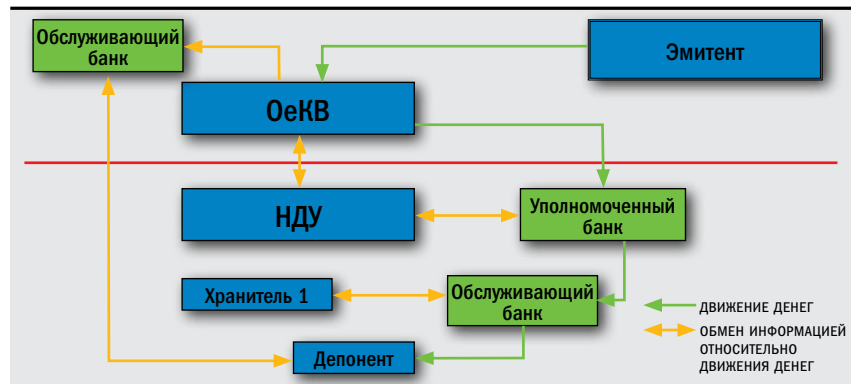 Обслуживающий
банк
Эмитент
ОеКВ
НДУ
Уполномоченный
банк
Хранитель 1
Обслуживающий
банк
Депонент
ДВИЖЕНИЕ ДЕНЕГ
ОБМЕН ИНФОРМАЦИЕЙ
ОТНОСИТЕЛЬНО
ДВИЖЕНИЯ ДЕНЕГ